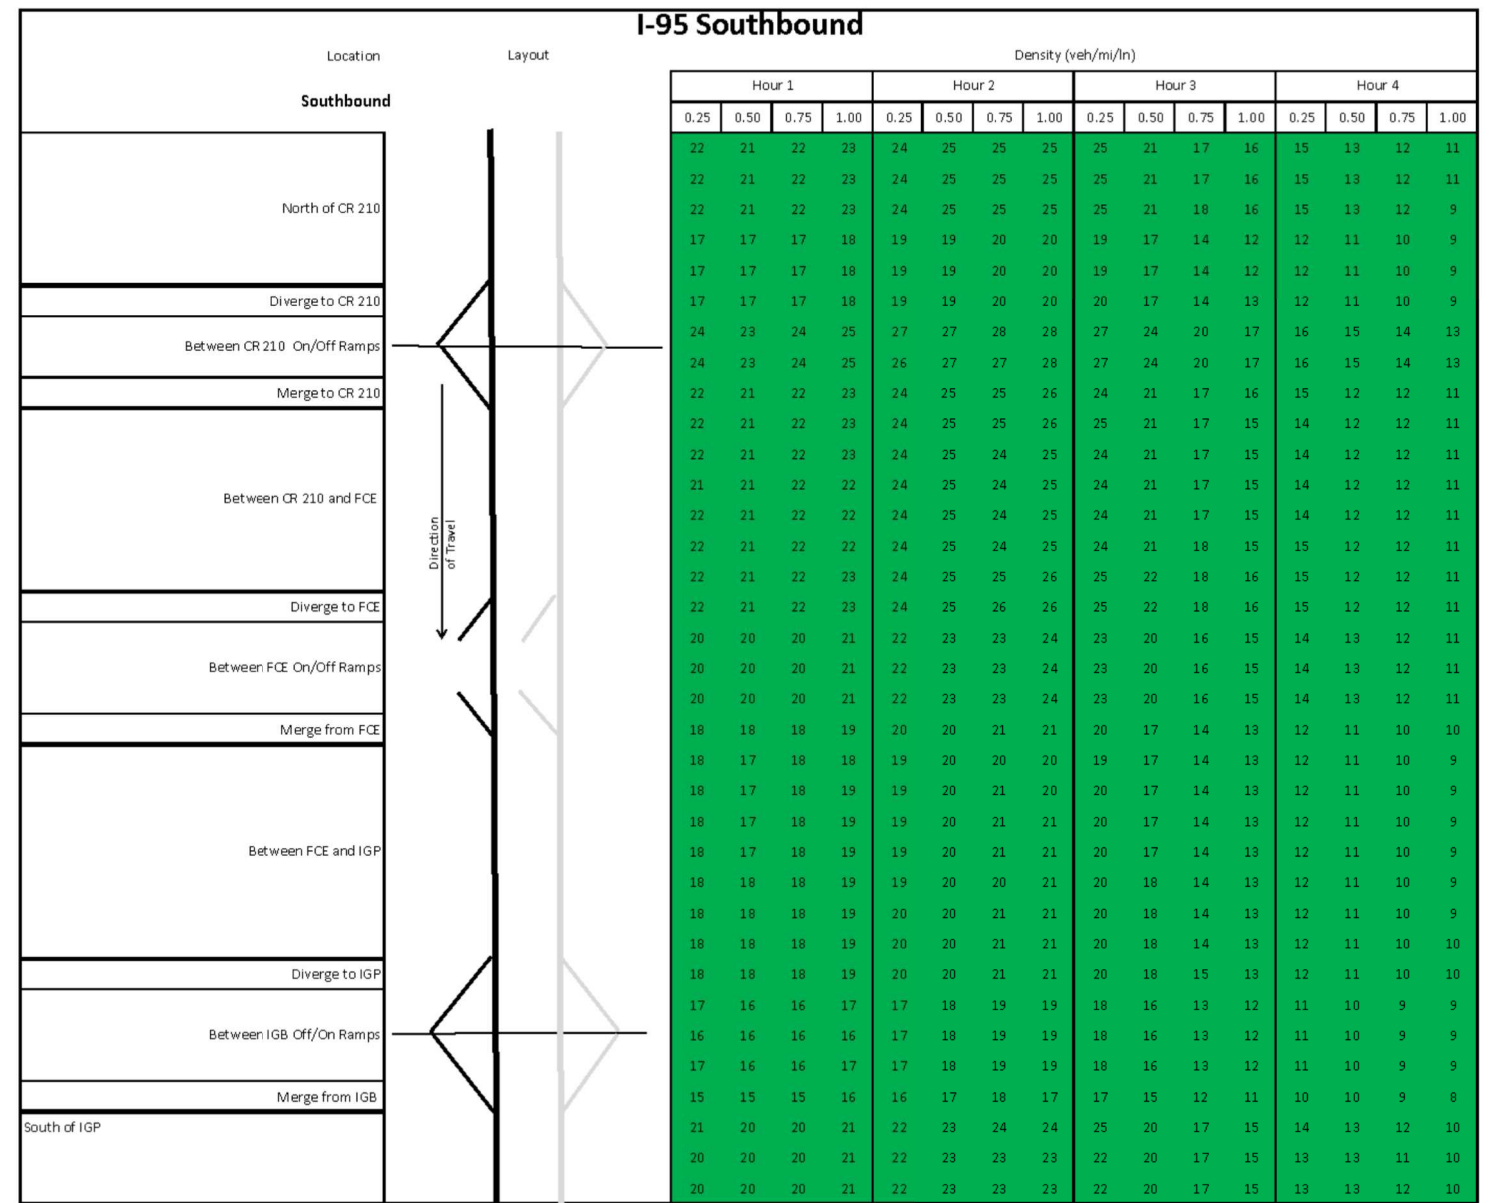 I-95 Southbound
Location Layout Density (veh/mi/ln)
Hour 1 Hour 2 Hour 3 Hour 4
Southbound
0.25 0.50 0.75 1.00 0.25 0.50 0.75 1.00 0.25 0.50 0.75 1.00 0.25 0.50 0.75 1.00
22 21 22 23 24 25 25 25 25 21 17 16 15 13 12 11
22 21 22 23 24 25 25 25 25 21 17 16 15 13 12 11
North of CR 210 22 21 22 23 24 25 25 25 25 21 18 16 15 13 12 9
17 17 17 18 19 19 20 20 19 17 14 12 12 11 10 9
17 17 17 18 19 19 20 20 19 17 14 12 12 11 10 9
Diverge to CR 210 17 17 17 18 19 19 20 20 20 17 14 13 12 11 10 9
Between CR 210 On/Off Ramps 24 23 24 25 27 27 28 28 27 24 20 17 16 15 14 13
24 23 24 25 26 27 27 28 27 24 20 17 16 15 14 13
Merge to CR 210 22 21 22 23 24 25 25 26 24 21 17 16 15 12 12 11
22 21 22 23 24 25 25 26 25 21 17 15 14 12 12 11
22 21 22 23 24 25 24 25 24 21 17 15 14 12 12 11
Between CR 210 and FCE 21 21 22 22 24 25 24 25 24 21 17 15 14 12 12 11
22 21 22 22 24 25 24 25 24 21 17 15 14 12 12 11
Direction
of Travel
22 21 22 22 24 25 24 25 24 21 18 15 15 12 12 11
22 21 22 23 24 25 25 26 25 22 18 16 15 12 12 11
Diverge to FCE 22 21 22 23 24 25 26 26 25 22 18 16 15 12 12 11
20 20 20 21 22 23 23 24 23 20 16 15 14 13 12 11
Between FCE On/Off Ramps 20 20 20 21 22 23 23 24 23 20 16 15 14 13 12 11
20 20 20 21 22 23 23 24 23 20 16 15 14 13 12 11
Merge from FCE 18 18 18 19 20 20 21 21 20 17 14 13 12 11 10 10
18 17 18 18 19 20 20 20 19 17 14 13 12 11 10 9
18 17 18 19 19 20 21 20 20 17 14 13 12 11 10 9
18 17 18 19 19 20 21 21 20 17 14 13 12 11 10 9
Between FCE and IGP 18 17 18 19 19 20 21 21 20 17 14 13 12 11 10 9
18 18 18 19 19 20 20 21 20 18 14 13 12 11 10 9
18 18 18 19 20 20 21 21 20 18 14 13 12 11 10 9
18 18 18 19 20 20 21 21 20 18 14 13 12 11 10 10
Diverge to IGP 18 18 18 19 20 20 21 21 20 18 15 13 12 11 10 10
17 16 16 17 17 18 19 19 18 16 13 12 11 10 9 9
Between IGB Off/On Ramps 16 16 16 16 17 18 19 19 18 16 13 12 11 10 9 9
17 16 16 17 17 18 19 19 18 16 13 12 11 10 9 9
Merge from IGB 15 15 15 16 16 17 18 17 17 15 12 11 10 10 9 8
South of IGP 21 20 20 21 22 23 24 24 25 20 17 15 14 13 12 10
20 20 20 21 22 23 23 23 22 20 17 15 13 13 11 10
20 20 20 21 22 23 23 23 22 20 17 15 13 13 12 10